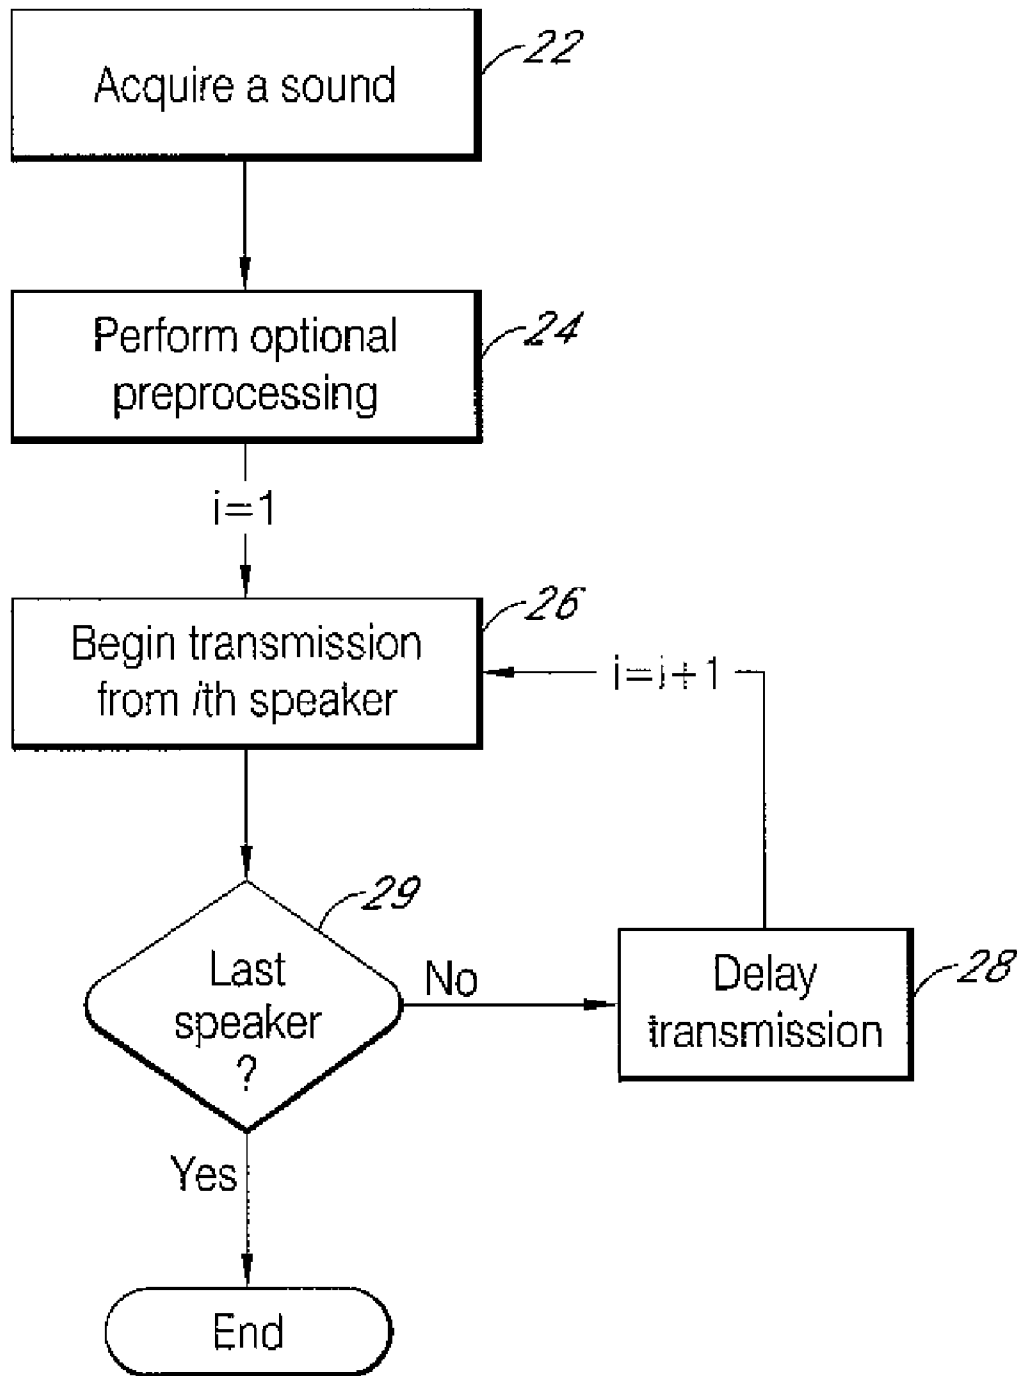 Acquire a sound
22
Perform optional
preprocessing
24
i=1
Begin transmission
from ith speaker
26
i=i+1
Last
speaker
?
29
No
Delay
transmission
28
Yes
End